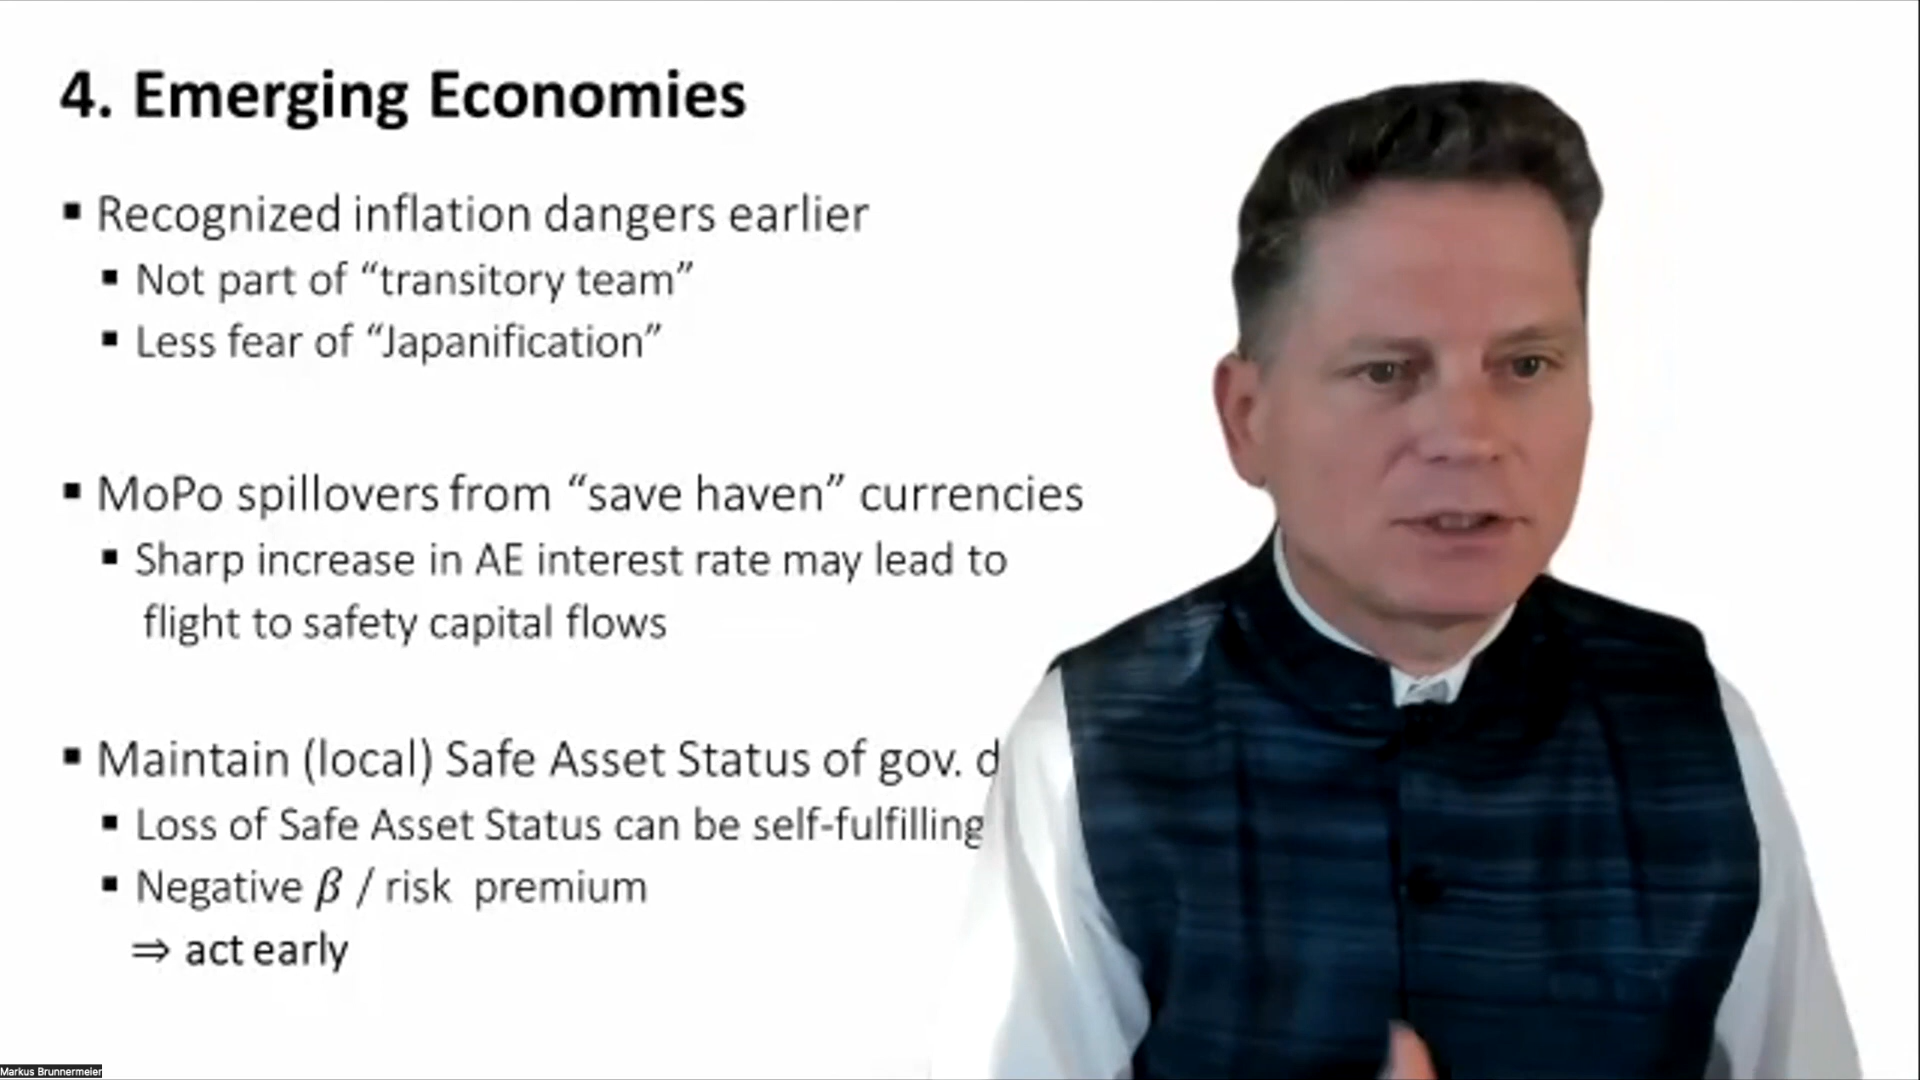 4. Emerging Economies
▪ Recognized inflation dangers earlier
▪ Not part of “transitory team”
▪ Less fear of “Japanification”
▪ MoPo spillovers from “save haven” currencies
▪ Sharp increase in AE interest rate may lead to
flight to safety capital flows
▪ Maintain (local) Safe Asset Status of gov. d
▪ Loss of Safe Asset Status can be self-fulfilling
▪ Negative β / risk premium
⇒ act early
Markus Brunnermeier